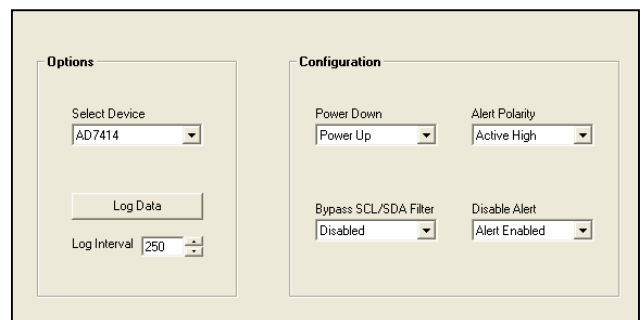 Options
Select Device
AD7414
Log Data
Log Interval 250
Configuration
Power Down
Power Up
Alert Polarity
Active High
Bypass SCL/SDA Filter
Disabled
Disable Alert
Alert Enabled